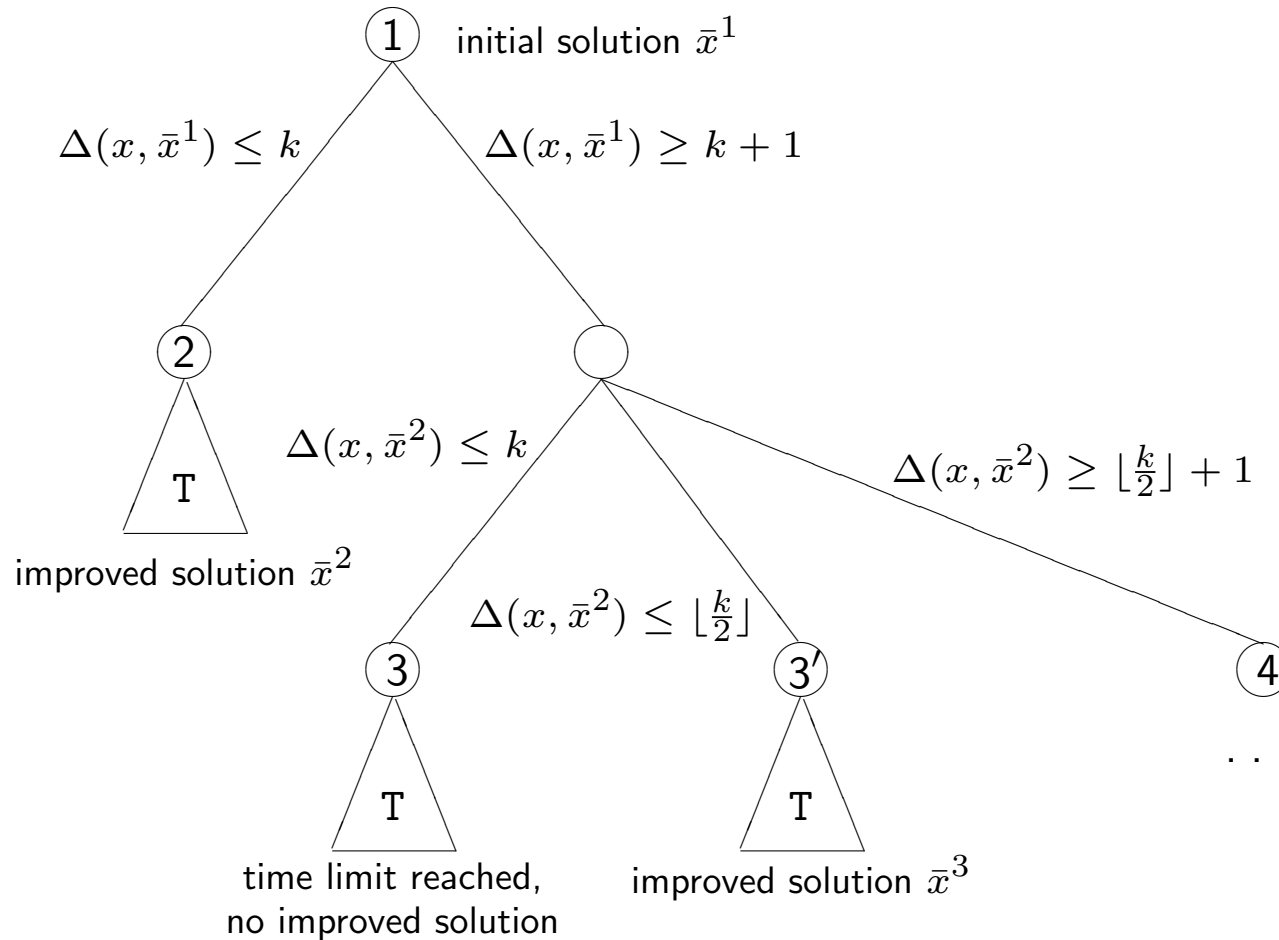 1 initial solution x̄¹
Δ(x, x̄¹) ≤ k
Δ(x, x̄¹) ≥ k + 1
2
T
improved solution x̄²
Δ(x, x̄²) ≤ k
Δ(x, x̄²) ≤ ⌊k/2⌋
Δ(x, x̄²) ≥ ⌊k/2⌋ + 1
3
T
time limit reached,
no improved solution
3′
T
improved solution x̄³
4
. .